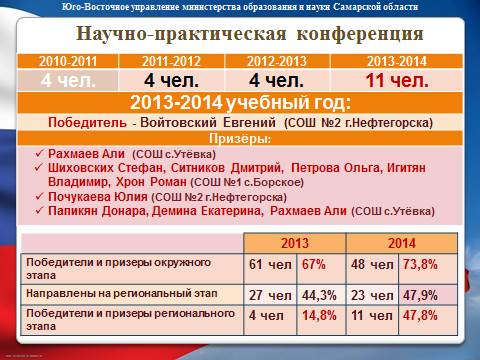 Юго-Восточное управление министерства образования и науки Самарской области
Научно-практическая конференция
2010-2011 2011-2012 2012-2013 2013-2014
4 чел. 4 чел. 4 чел. 11 чел.
2013-2014 учебный год:
Победитель - Войтовский Евгений (СОШ №2 г.Нефтегорска)
Призёры:
Рахмаев Али (СОШ с.Утёвка)
Шиховских Стефан, Ситников Дмитрий, Петрова Ольга, Игитян
Владимир, Хрон Роман (СОШ №1 с.Борское)
Почукаева Юлия (СОШ №2 г.Нефтегорска)
Папикян Донара, Демина Екатерина, Рахмаев Али (СОШ с.Утёвка)
2013 2014
Победители и призеры окружного
этапа
61 чел 67% 48 чел 73,8%
Направлены на региональный этап 27 чел 44,3% 23 чел 47,9%
Победители и призеры регионального
этапа
4 чел 14,8% 11 чел 47,8%